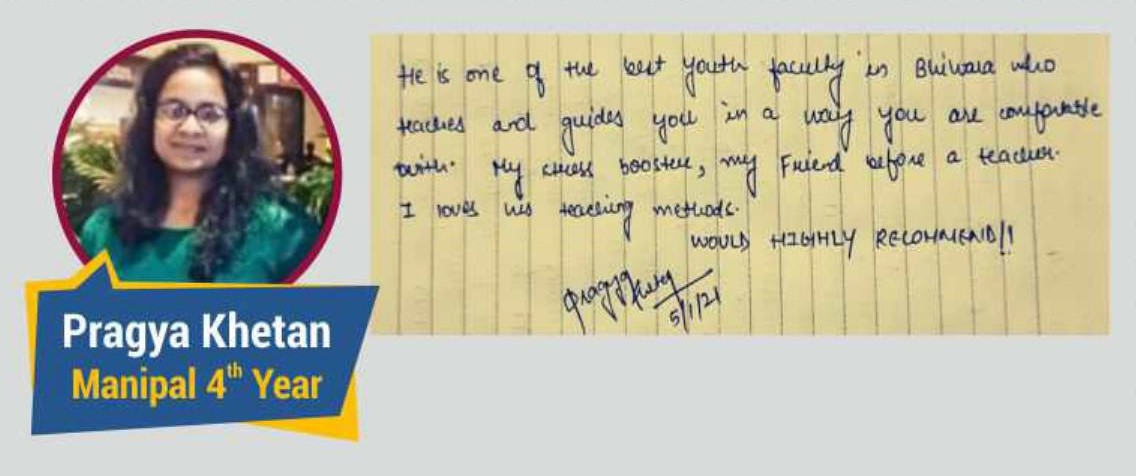 He is one of the best youth faculty in Bhilwara who
teaches and guides you in a way you are comfortable
with. My stress booster, my Friend before a teacher.
I loves his teaching methods.
WOULD HIGHLY RECOMMEND!!
Pragya Khetan
5/1/21
Pragya Khetan
Manipal 4th Year